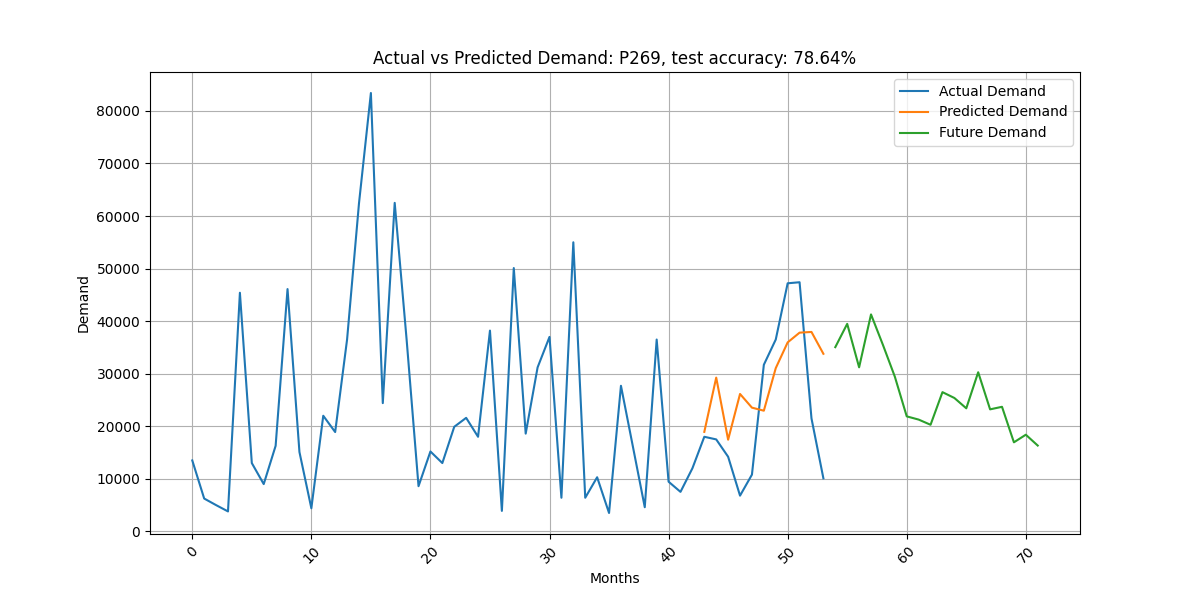 Actual vs Predicted Demand: P269, test accuracy: 78.64%
Actual Demand
Predicted Demand
Future Demand
Demand
80000
70000
60000
50000
40000
30000
20000
10000
0
0
10
20
30
40
50
60
70
Months